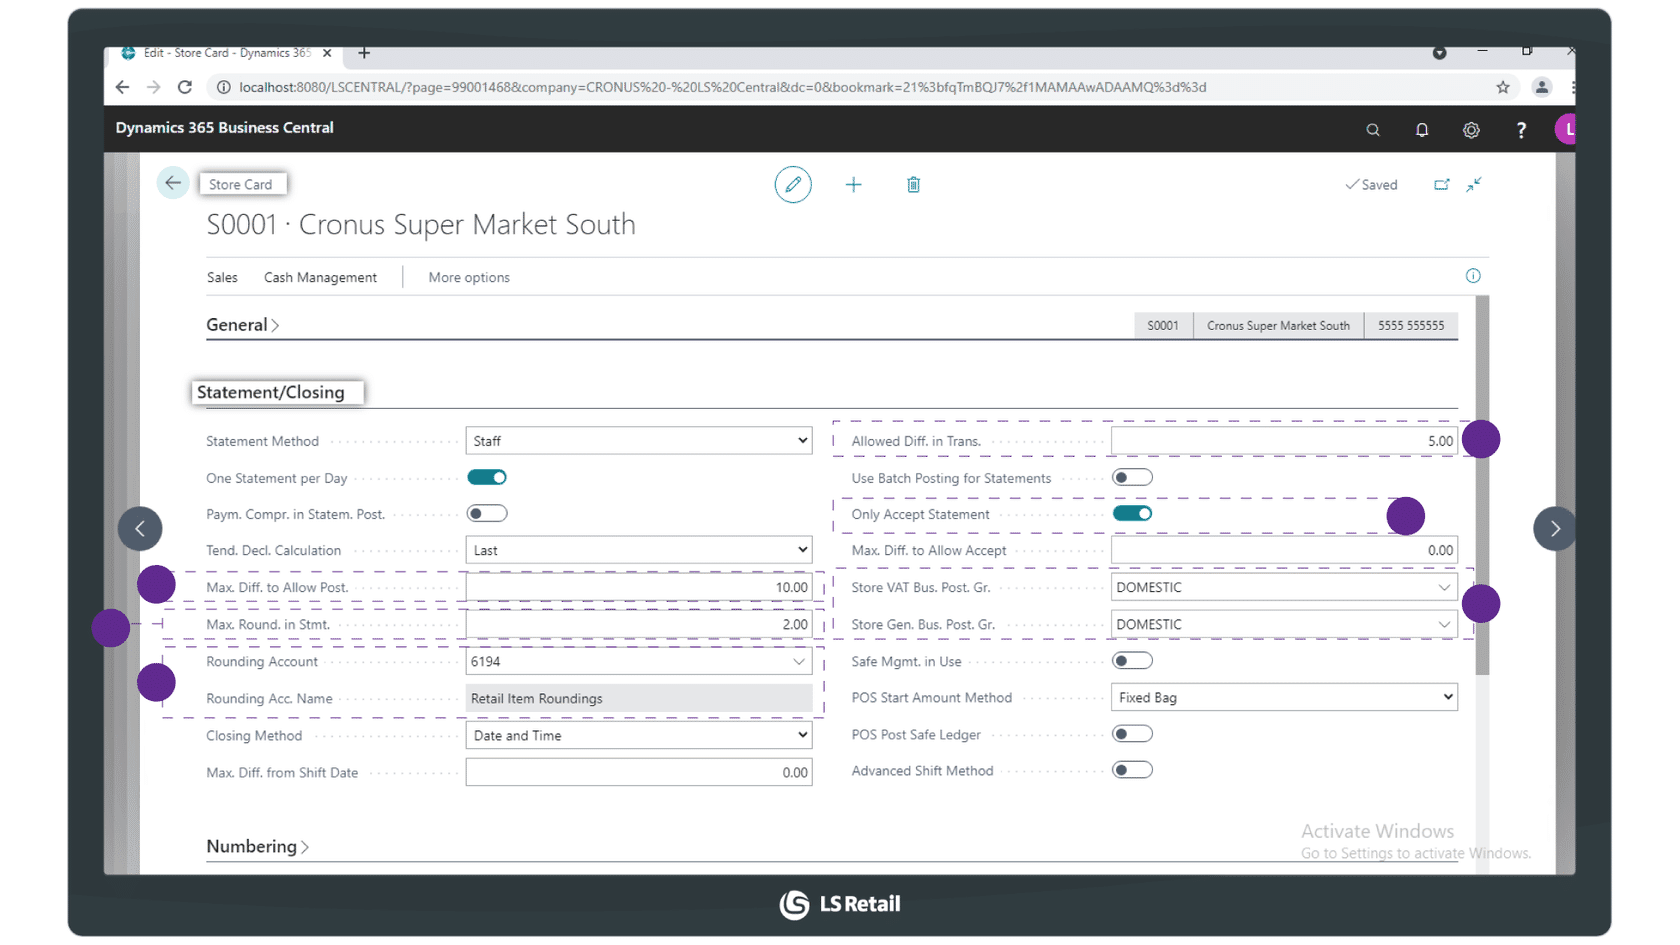 Edit - Store Card - Dynamics 365
localhost:8080/LSCENTRAL/?page=99001468&company=CRONUS%20-%20LS%20Central&dc=0&bookmark=21%3bfqTmBQJ7%2f1MAMAAwADAAMQ%3d%3d
Dynamics 365 Business Central
L
Store Card
Saved
S0001 · Cronus Super Market South
Sales Cash Management More options
General
S0001 Cronus Super Market South 5555 555555
Statement/Closing
Statement Method Staff
One Statement per Day
Paym. Compr. in Statem. Post.
Tend. Decl. Calculation Last
Max. Diff. to Allow Post. 10.00
Max. Round. in Stmt. 2.00
Rounding Account 6194
Rounding Acc. Name Retail Item Roundings
Closing Method Date and Time
Max. Diff. from Shift Date 0.00
Allowed Diff. in Trans. 5.00
Use Batch Posting for Statements
Only Accept Statement
Max. Diff. to Allow Accept 0.00
Store VAT Bus. Post. Gr. DOMESTIC
Store Gen. Bus. Post. Gr. DOMESTIC
Safe Mgmt. in Use
POS Start Amount Method Fixed Bag
POS Post Safe Ledger
Advanced Shift Method
Numbering
Activate Windows
Go to Settings to activate Windows.
LS Retail